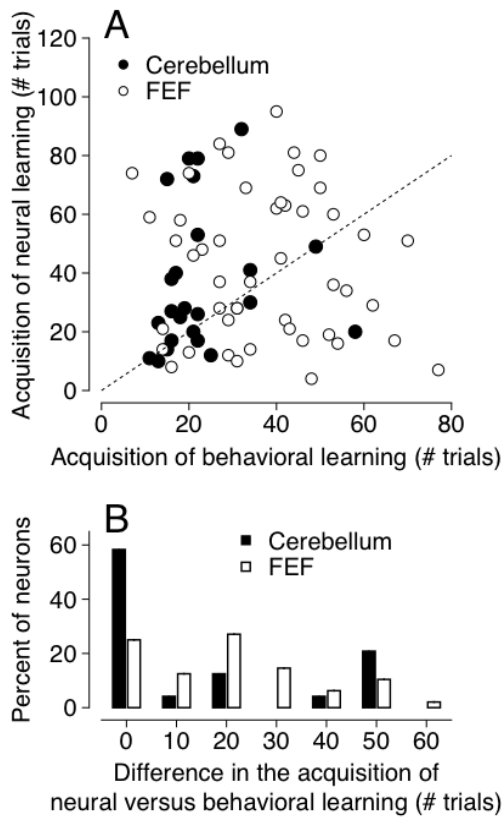 A
Acquisition of neural learning (# trials)
120
100
80
60
40
20
0
Cerebellum
FEF
0 20 40 60 80
Acquisition of behavioral learning (# trials)
B
Percent of neurons
60
40
20
0
Cerebellum
FEF
0 10 20 30 40 50 60
Difference in the acquisition of
neural versus behavioral learning (# trials)